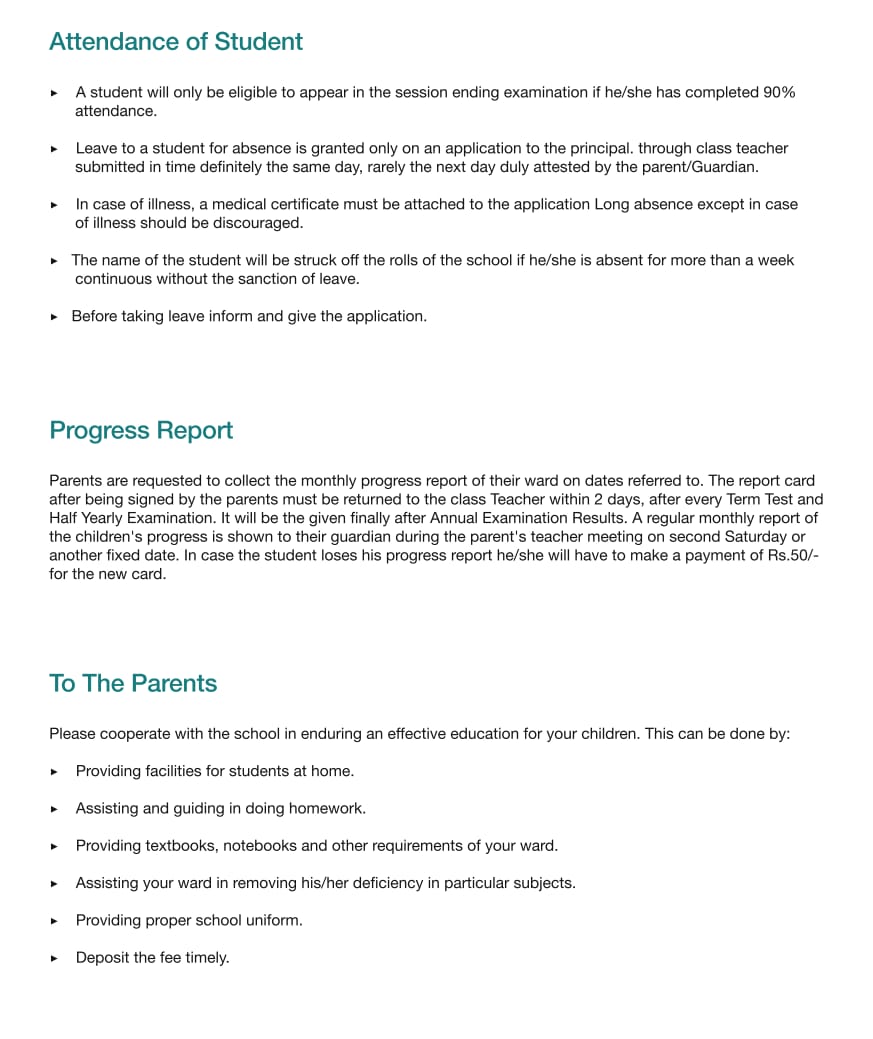 Attendance of Student
▸ A student will only be eligible to appear in the session ending examination if he/she has completed 90%
attendance.
▸ Leave to a student for absence is granted only on an application to the principal. through class teacher
submitted in time definitely the same day, rarely the next day duly attested by the parent/Guardian.
▸ In case of illness, a medical certificate must be attached to the application Long absence except in case
of illness should be discouraged.
▸ The name of the student will be struck off the rolls of the school if he/she is absent for more than a week
continuous without the sanction of leave.
▸ Before taking leave inform and give the application.
Progress Report
Parents are requested to collect the monthly progress report of their ward on dates referred to. The report card
after being signed by the parents must be returned to the class Teacher within 2 days, after every Term Test and
Half Yearly Examination. It will be the given finally after Annual Examination Results. A regular monthly report of
the children's progress is shown to their guardian during the parent's teacher meeting on second Saturday or
another fixed date. In case the student loses his progress report he/she will have to make a payment of Rs.50/-
for the new card.
To The Parents
Please cooperate with the school in enduring an effective education for your children. This can be done by:
▸ Providing facilities for students at home.
▸ Assisting and guiding in doing homework.
▸ Providing textbooks, notebooks and other requirements of your ward.
▸ Assisting your ward in removing his/her deficiency in particular subjects.
▸ Providing proper school uniform.
▸ Deposit the fee timely.